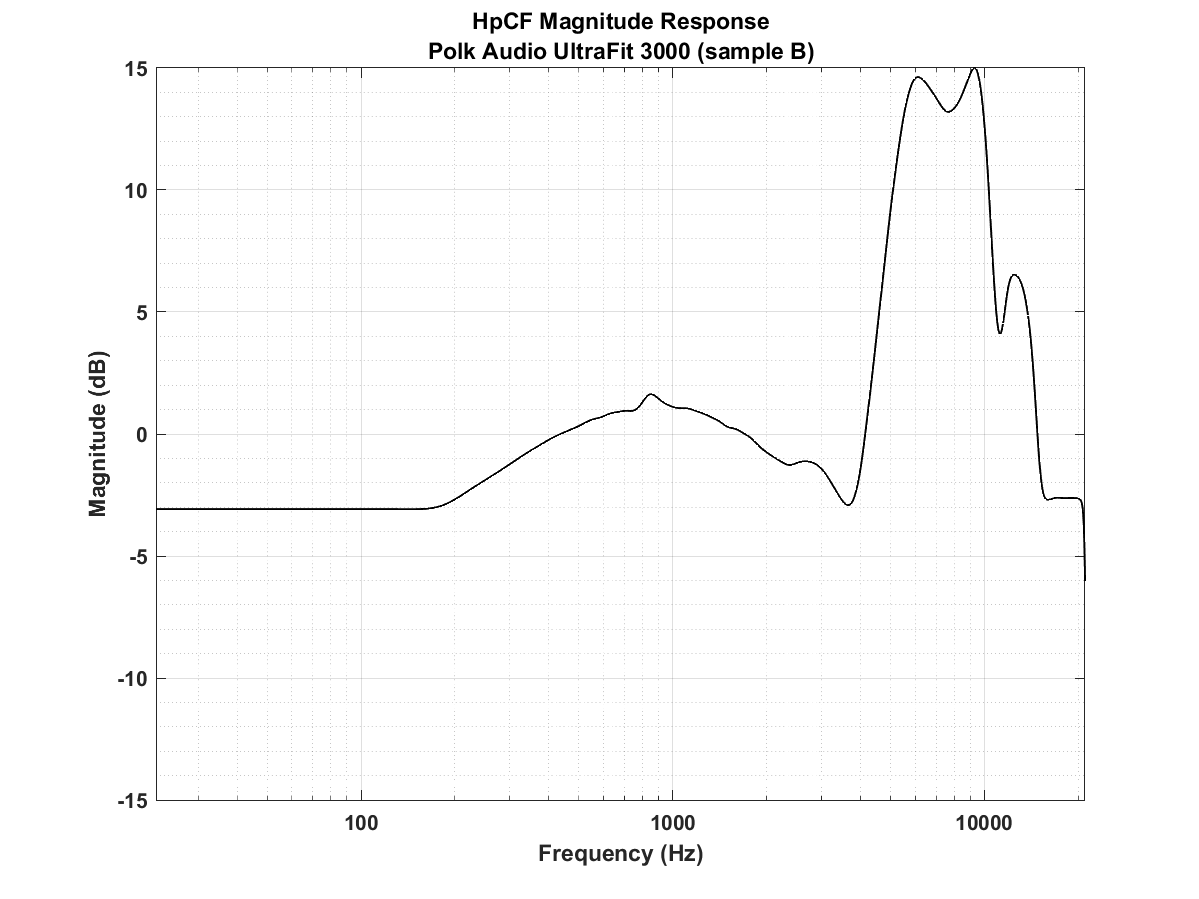 HpCF Magnitude Response
Polk Audio UltraFit 3000 (sample B)
15
10
5
0
-5
-10
-15
Magnitude (dB)
100
1000
10000
Frequency (Hz)